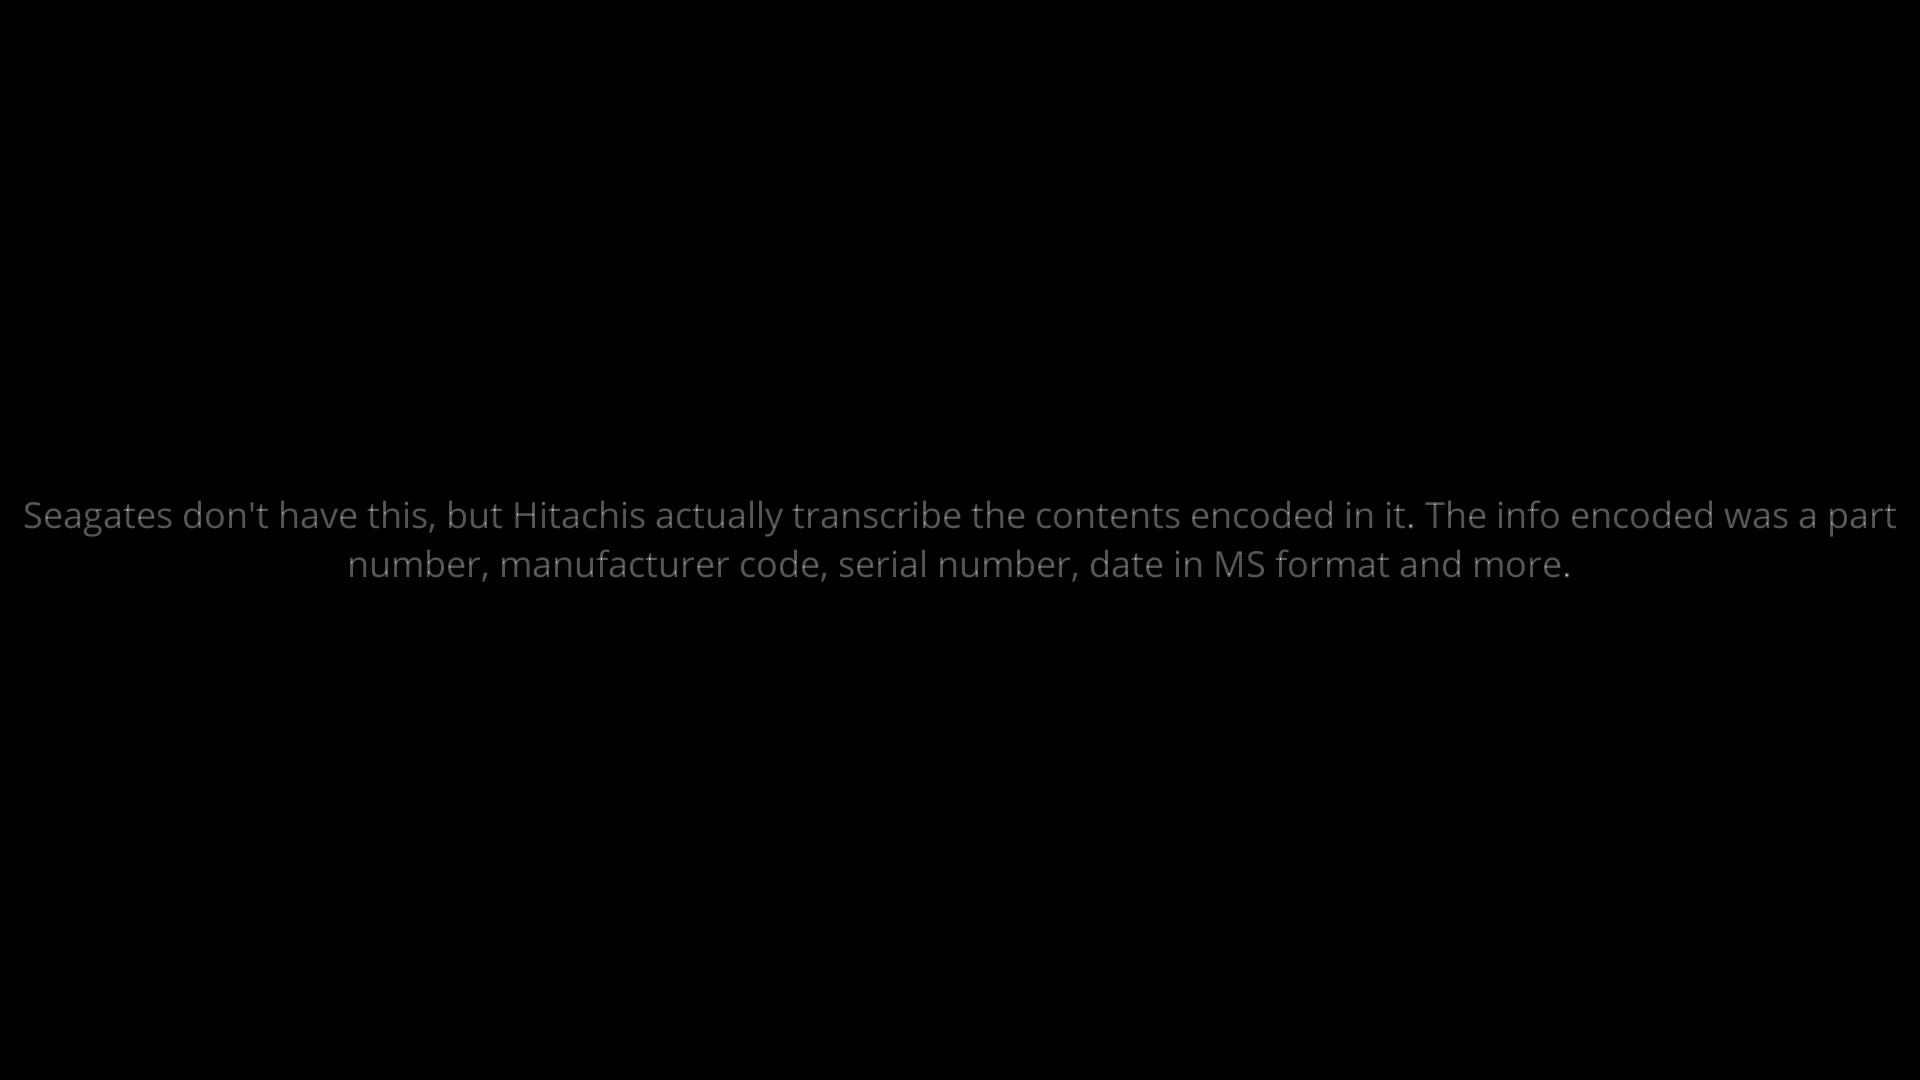 Seagates don't have this, but Hitachis actually transcribe the contents encoded in it. The info encoded was a part
number, manufacturer code, serial number, date in MS format and more.